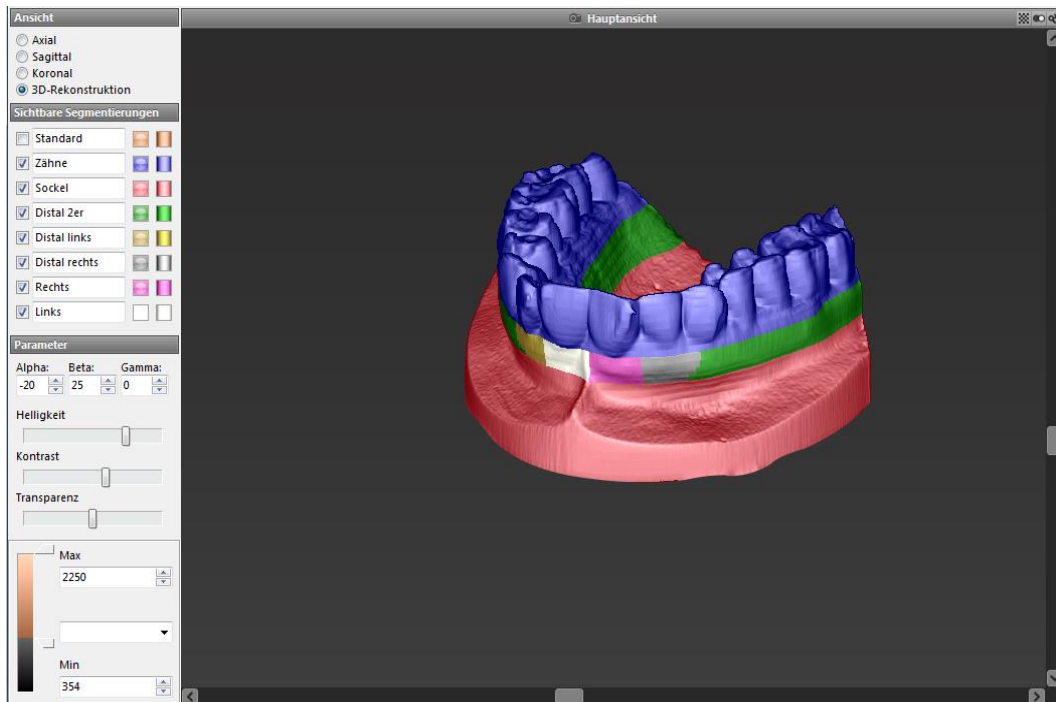 Ansicht
Axial
Sagittal
Koronal
3D-Rekonstruktion
Sichtbare Segmentierungen
Standard
Zähne
Sockel
Distal 2er
Distal links
Distal rechts
Rechts
Links
Parameter
Alpha: Beta: Gamma:
-20 25 0
Helligkeit
Kontrast
Transparenz
Max
2250
Min
354
Hauptansicht